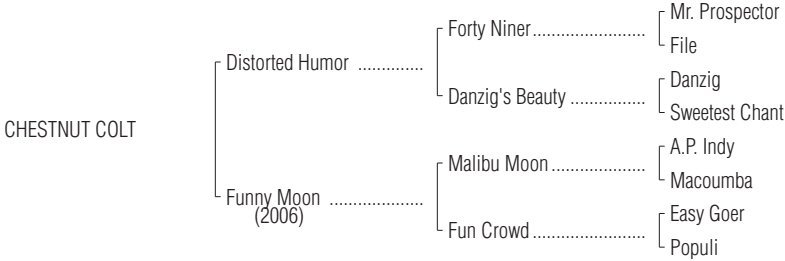 Mr. Prospector
Forty Niner........................
File
Distorted Humor ..............
Danzig
Danzig's Beauty ................
Sweetest Chant
CHESTNUT COLT
A.P. Indy
Malibu Moon....................
Macoumba
Funny Moon ....................
(2006)
Easy Goer
Fun Crowd........................
Populi